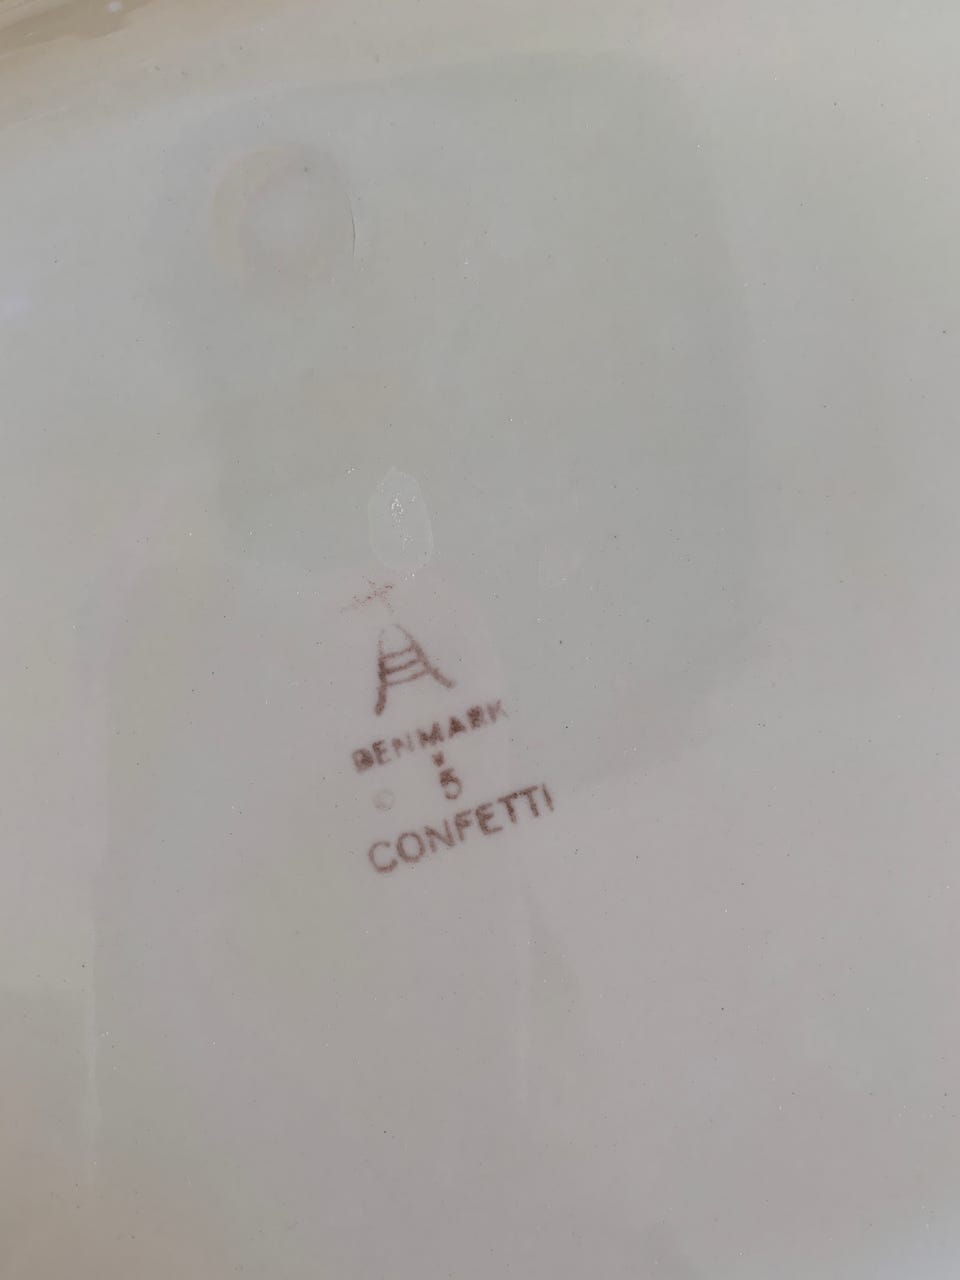 DENMARK
x
5
CONFETTI